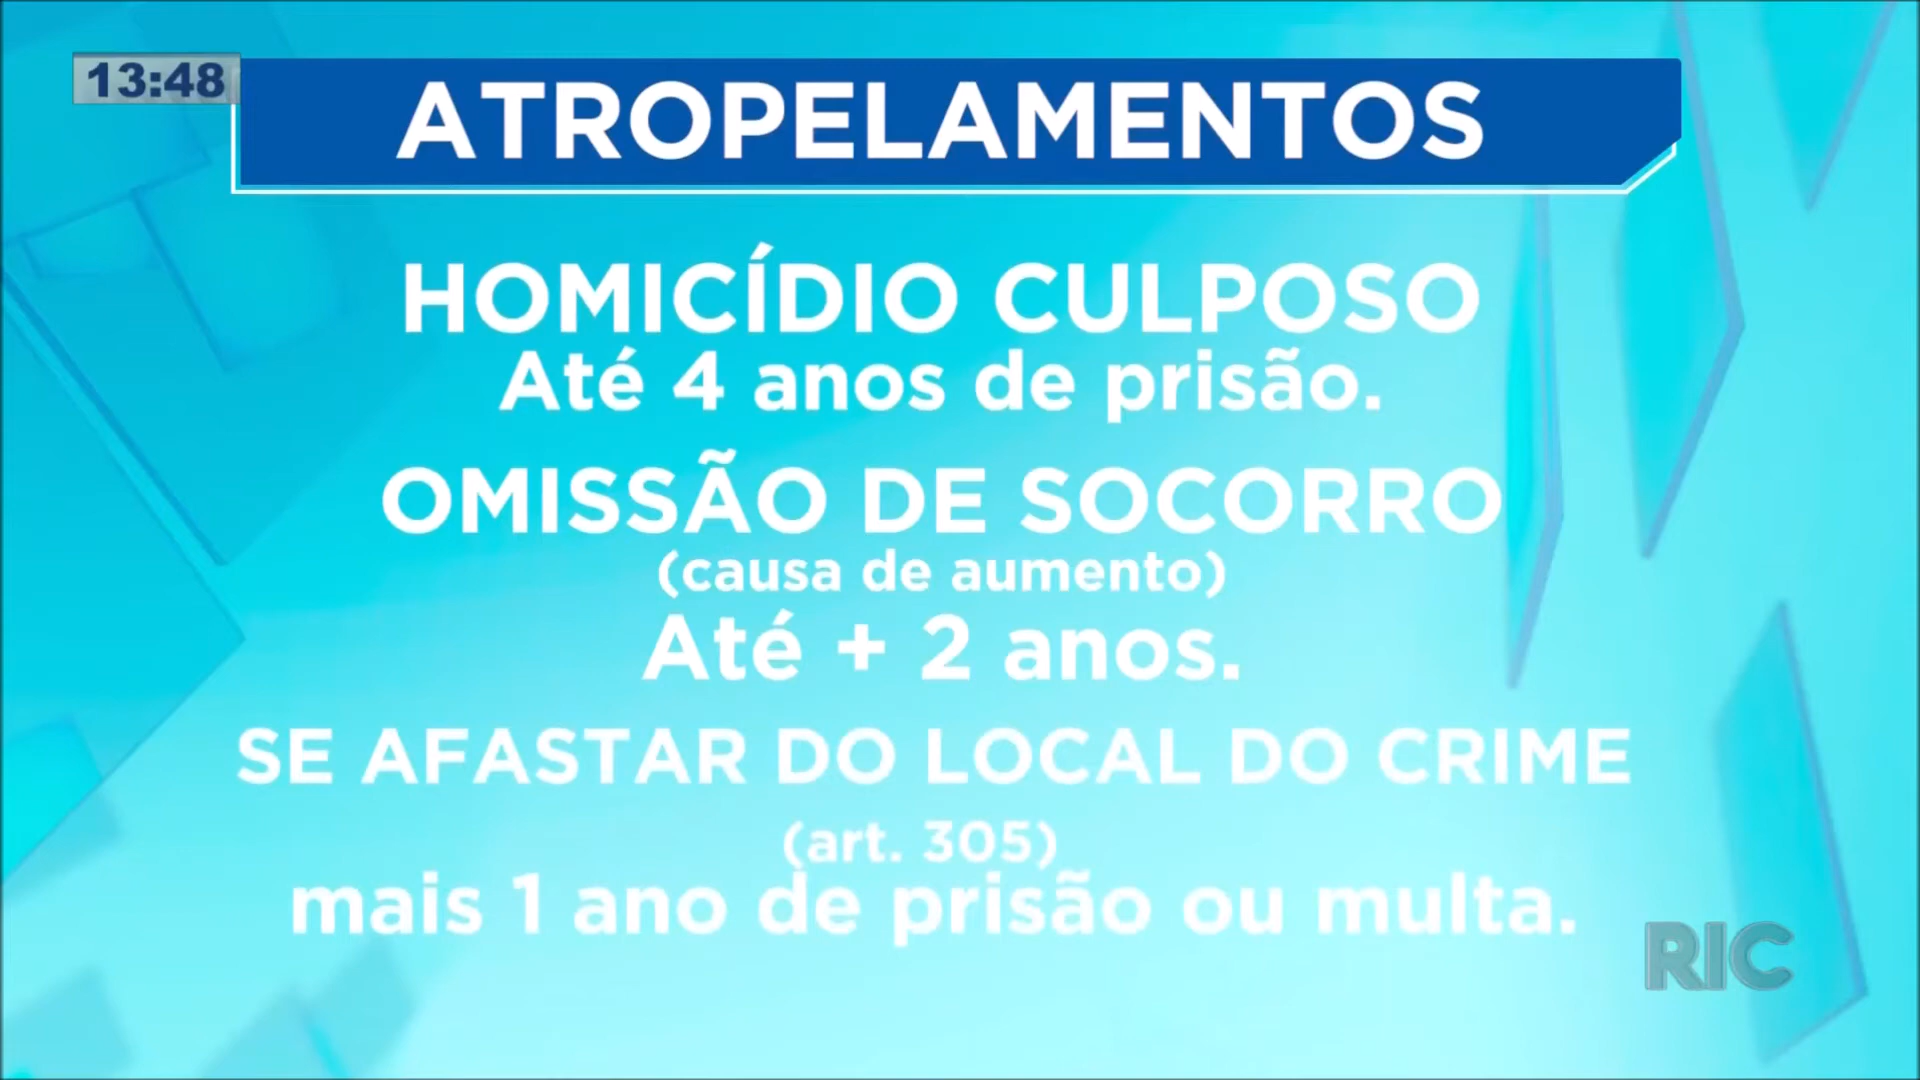 13:48
ATROPELAMENTOS
HOMICÍDIO CULPOSO
Até 4 anos de prisão.
OMISSÃO DE SOCORRO
(causa de aumento)
Até + 2 anos.
SE AFASTAR DO LOCAL DO CRIME
(art. 305)
mais 1 ano de prisão ou multa.
RIC